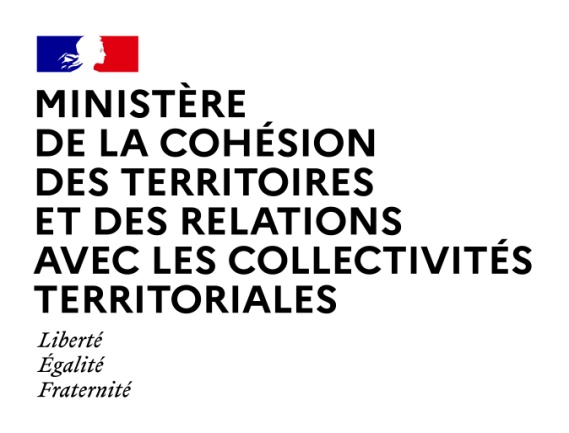 MINISTÈRE
DE LA COHÉSION
DES TERRITOIRES
ET DES RELATIONS
AVEC LES COLLECTIVITÉS
TERRITORIALES
Liberté
Égalité
Fraternité